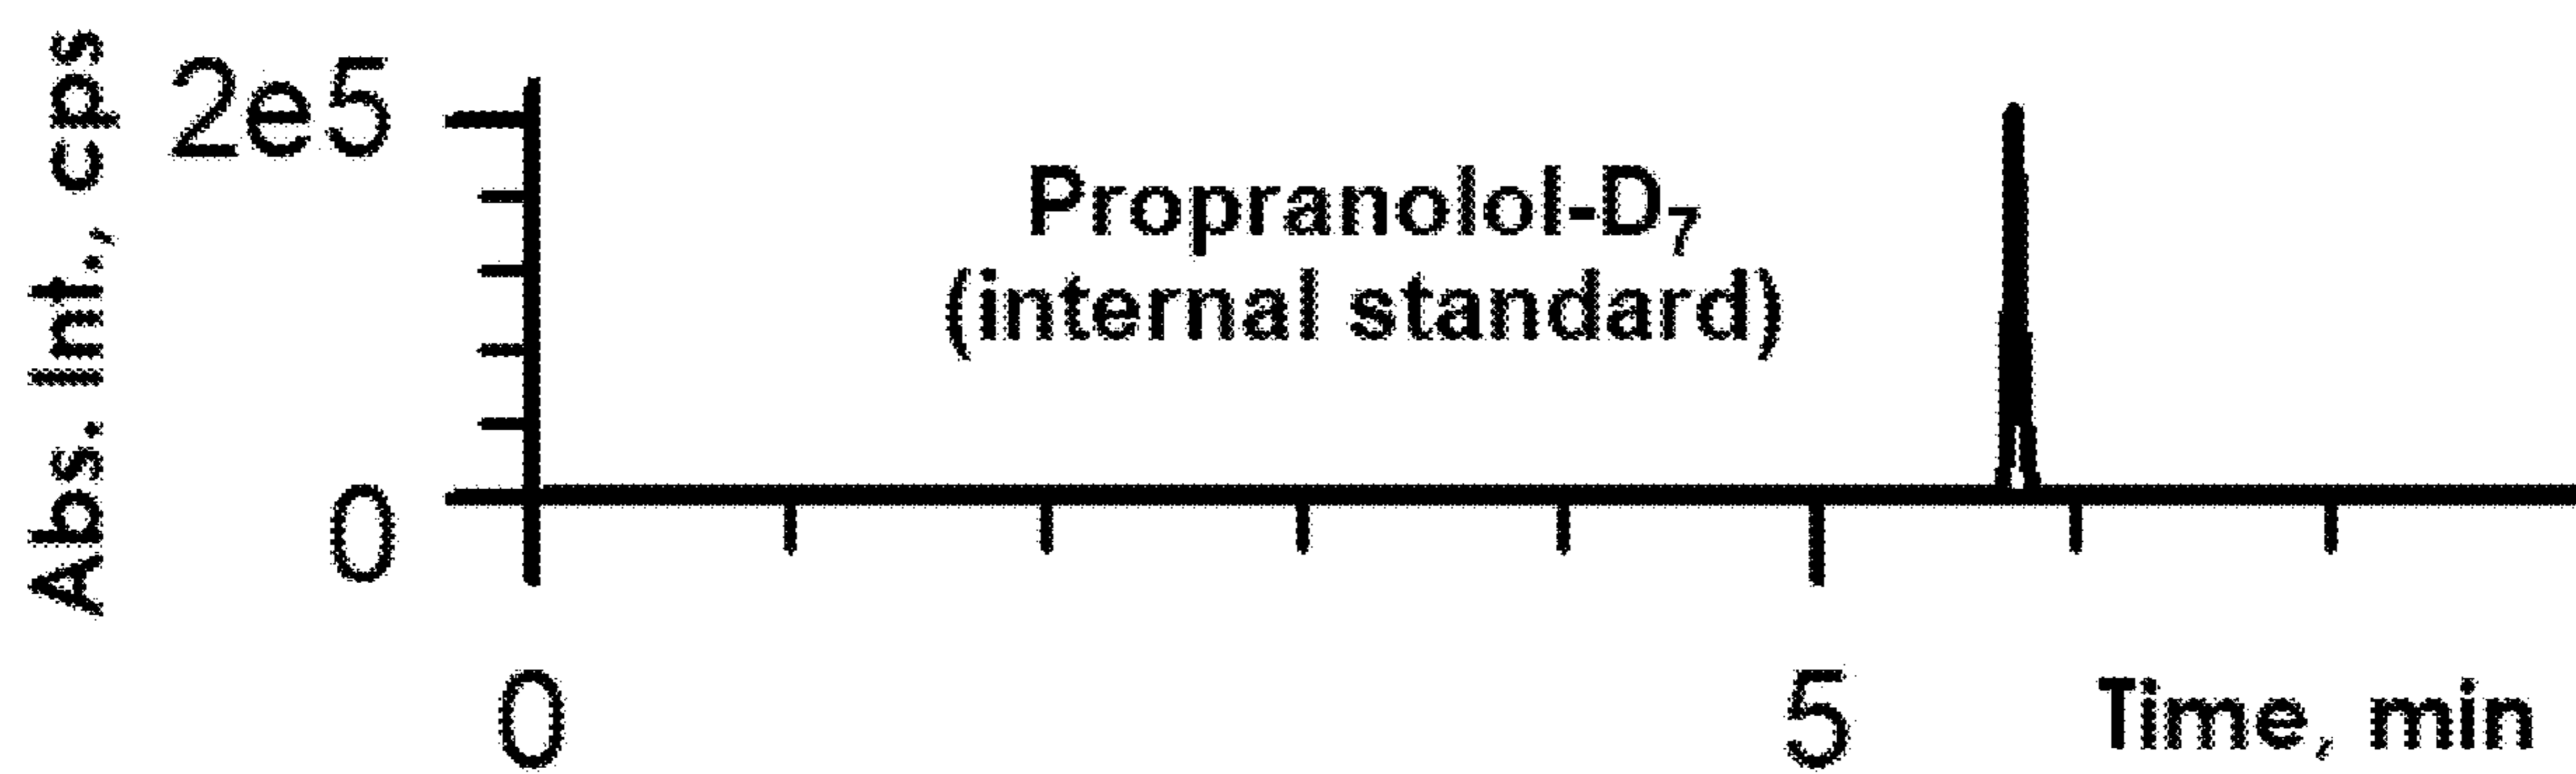 Abs. Int., cps
2e5
Propranolol-D₇
(internal standard)
0
0
5
Time, min